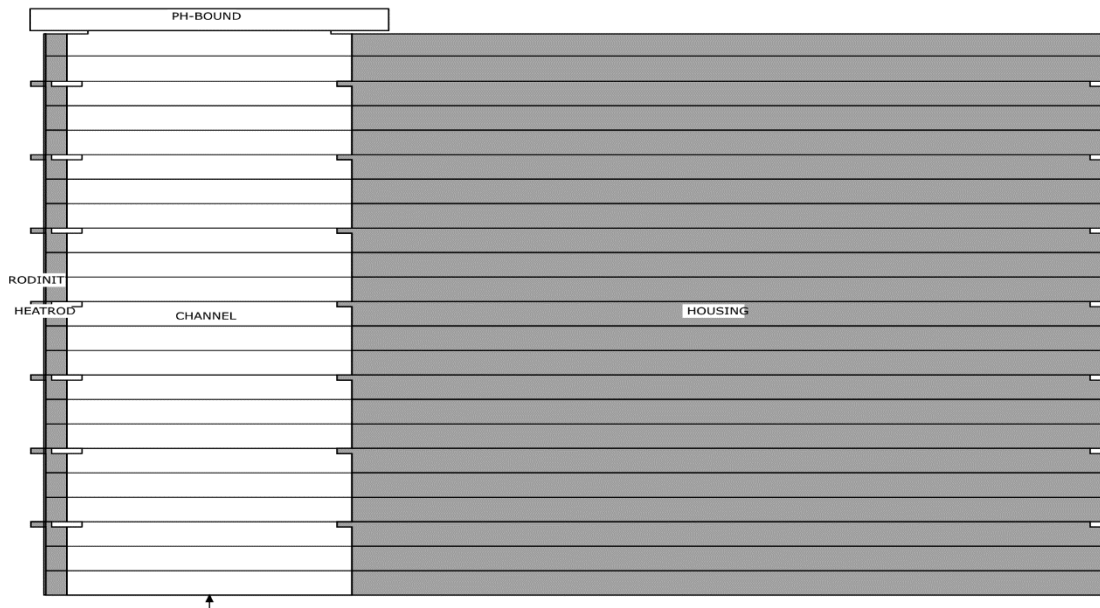 PH-BOUND
RODINIT
HEATROD
CHANNEL
HOUSING